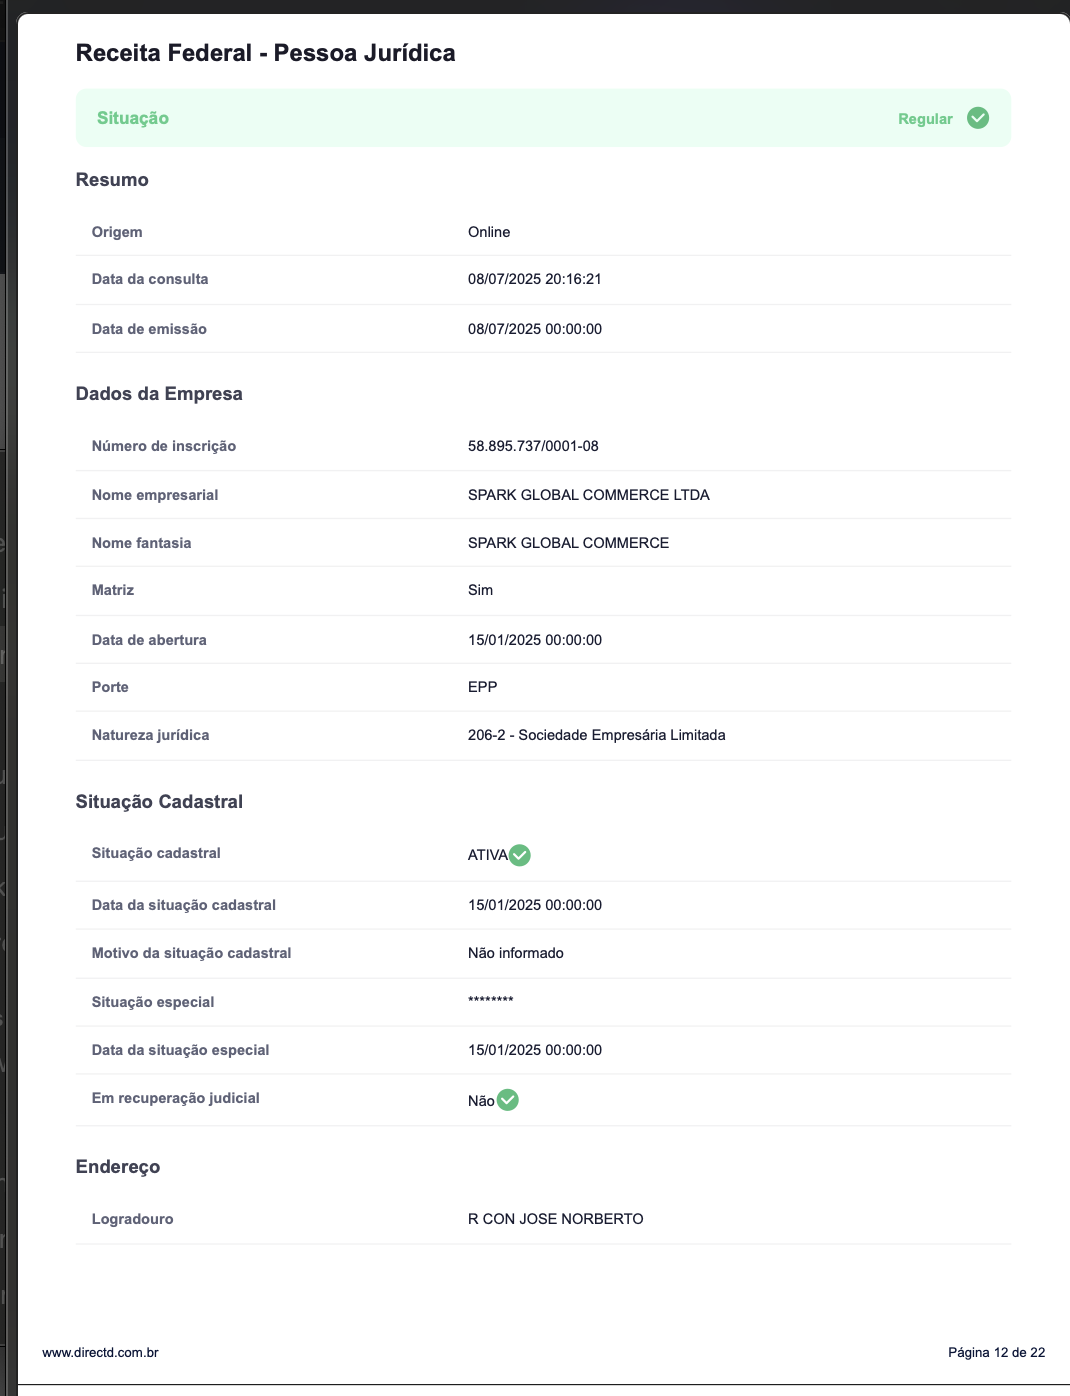 Receita Federal - Pessoa Jurídica
Situação Regular
Resumo
Origem Online
Data da consulta 08/07/2025 20:16:21
Data de emissão 08/07/2025 00:00:00
Dados da Empresa
Número de inscrição 58.895.737/0001-08
Nome empresarial SPARK GLOBAL COMMERCE LTDA
Nome fantasia SPARK GLOBAL COMMERCE
Matriz Sim
Data de abertura 15/01/2025 00:00:00
Porte EPP
Natureza jurídica 206-2 - Sociedade Empresária Limitada
Situação Cadastral
Situação cadastral ATIVA
Data da situação cadastral 15/01/2025 00:00:00
Motivo da situação cadastral Não informado
Situação especial ********
Data da situação especial 15/01/2025 00:00:00
Em recuperação judicial Não
Endereço
Logradouro R CON JOSE NORBERTO
www.directd.com.br Página 12 de 22